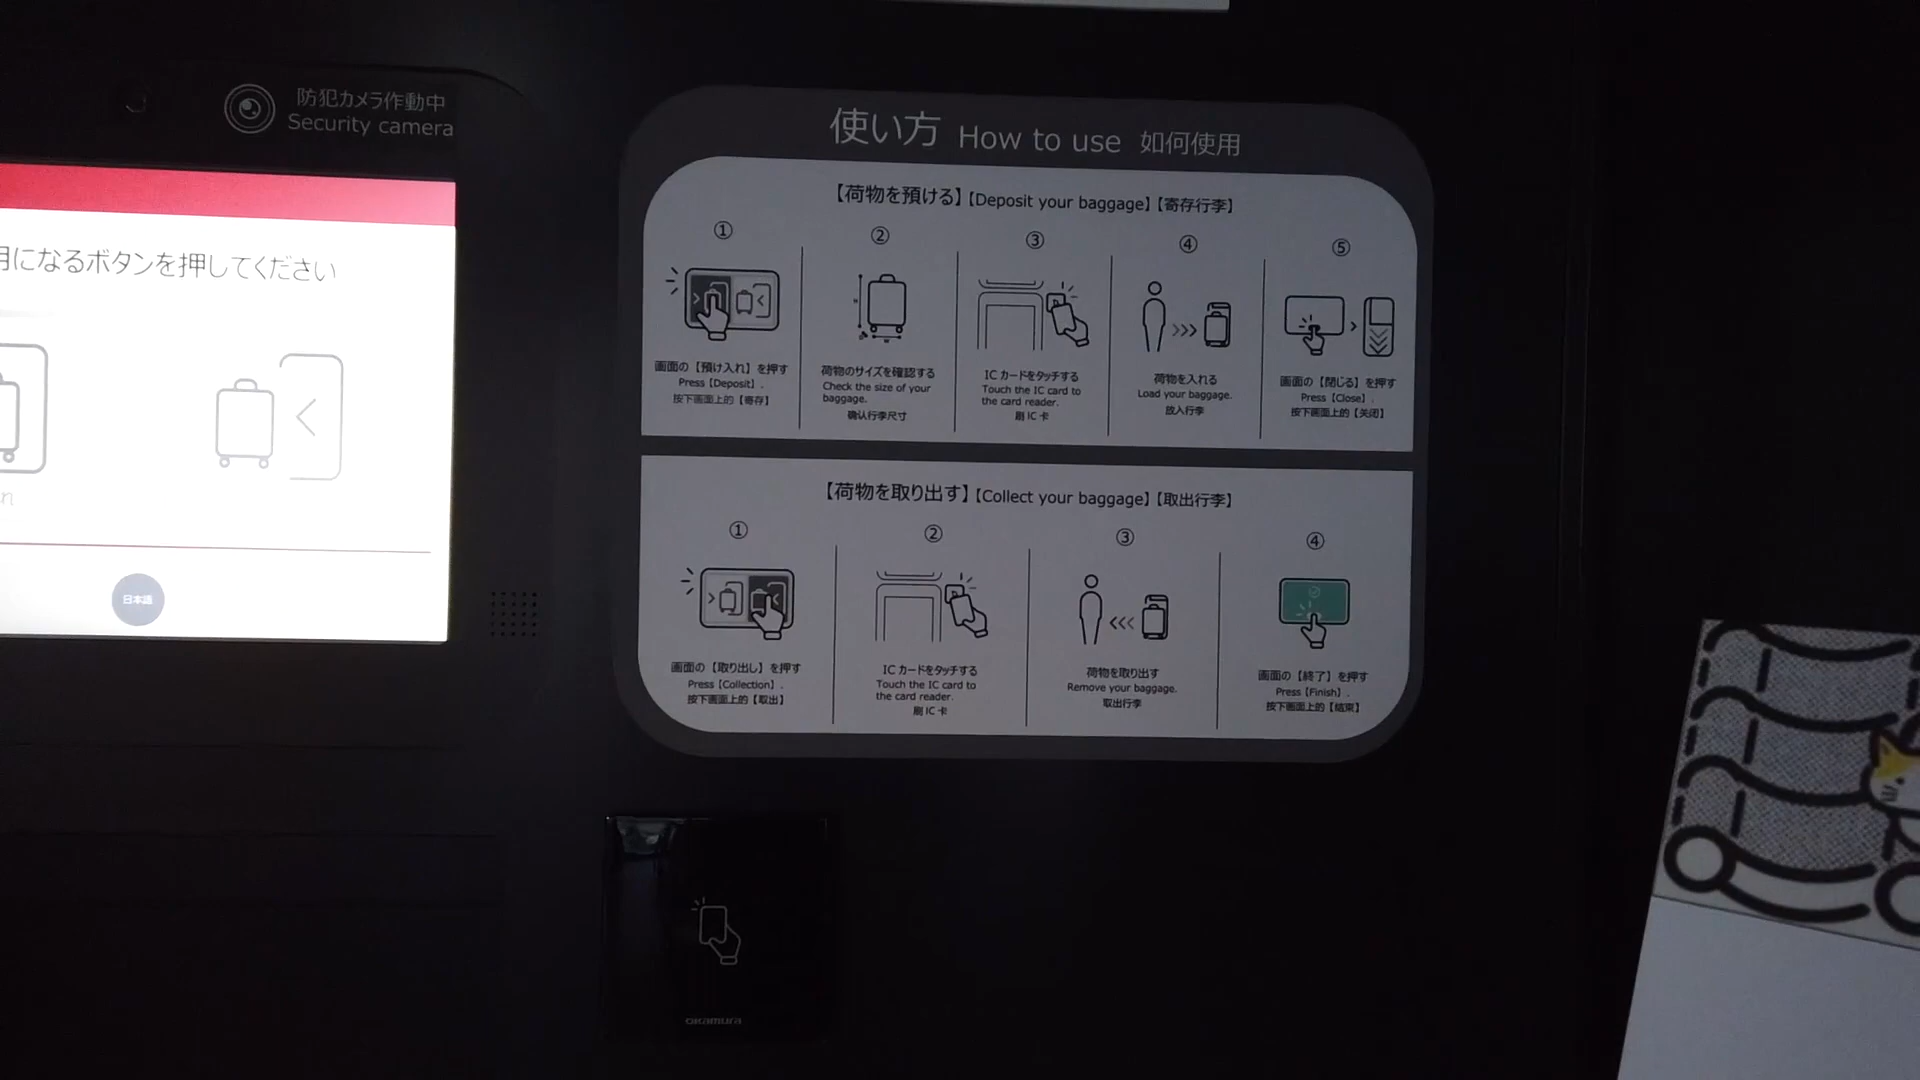 防犯カメラ作動中
Security camera
になるボタンを押してください
日本語
使い方 How to use 如何使用
【荷物を預ける】【Deposit your baggage】【寄存行李】
①
画面の【預け入れ】を押す
Press【Deposit】.
按下画面上的【寄存】
②
荷物のサイズを確認する
Check the size of your
baggage.
确认行李尺寸
③
ICカードをタッチする
Touch the IC card to
the card reader.
刷IC卡
④
荷物を入れる
Load your baggage.
放入行李
⑤
画面の【閉じる】を押す
Press【Close】.
按下画面上的【关闭】
【荷物を取り出す】【Collect your baggage】【取出行李】
①
画面の【取り出し】を押す
Press【Collection】.
按下画面上的【取出】
②
ICカードをタッチする
Touch the IC card to
the card reader.
刷IC卡
③
荷物を取り出す
Remove your baggage.
取出行李
④
画面の【終了】を押す
Press【Finish】.
按下画面上的【结束】
OKAMURA